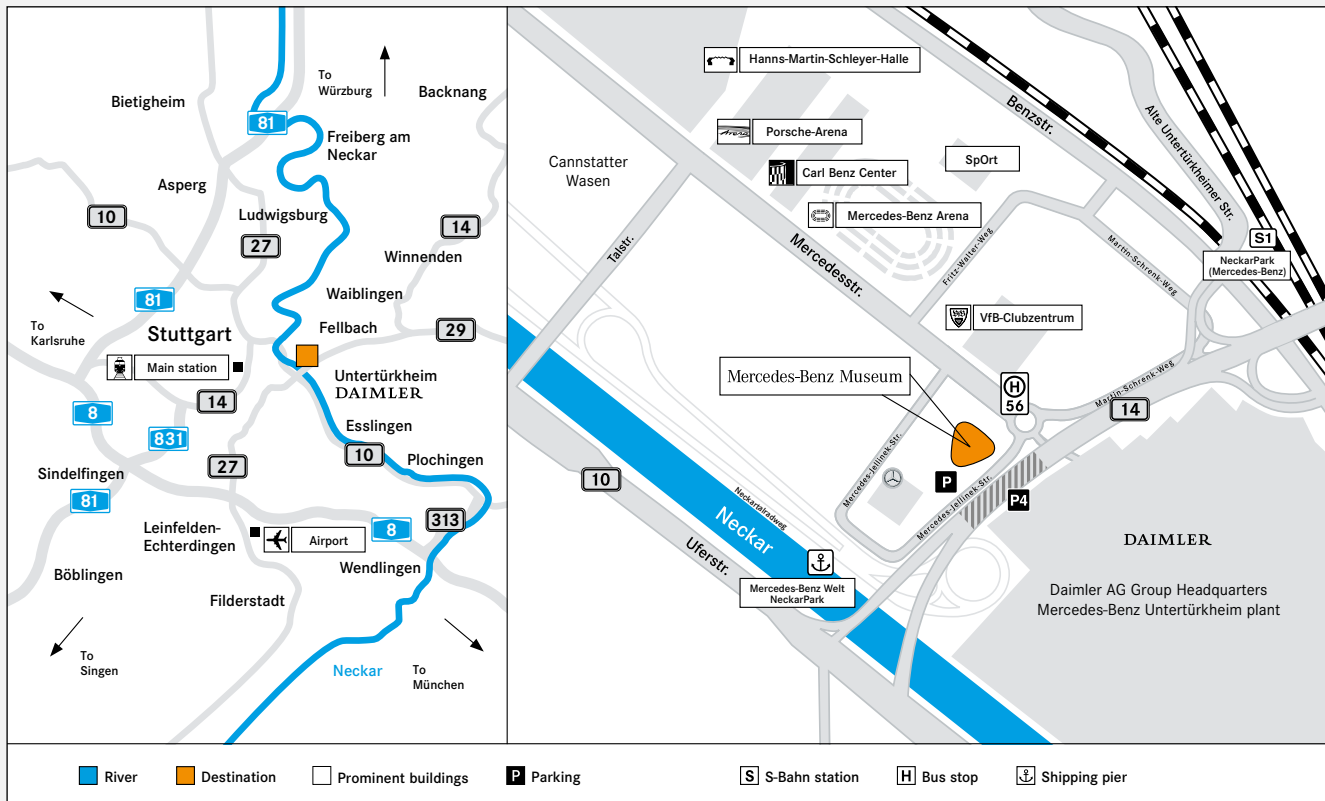 To
Würzburg
Backnang
Bietigheim
81
Freiberg am
Neckar
Asperg
10
Ludwigsburg
27
14
Winnenden
81
Waiblingen
To
Karlsruhe
Stuttgart
Fellbach
29
Main station
Untertürkheim
DAIMLER
8
14
831
Esslingen
10
Plochingen
Sindelfingen
27
81
313
Leinfelden-
Echterdingen
Airport
8
Wendlingen
Böblingen
Filderstadt
To
Singen
Neckar
To
München
Hanns-Martin-Schleyer-Halle
Benzstr.
Alte Untertürkheimer Str.
Arena
Porsche-Arena
Cannstatter
Wasen
SpOrt
Carl Benz Center
Mercedes-Benz Arena
Talstr.
Mercedesstr.
Fritz-Walter-Weg
Martin-Schrenk-Weg
S1
NeckarPark
(Mercedes-Benz)
VfB-Clubzentrum
Mercedes-Benz Museum
H
56
Martin-Schrenk-Weg
14
Mercedes-Jellinek-Str.
10
P
P4
Mercedes-Jellinek-Str.
Neckartalradweg
Neckar
Uferstr.
Mercedes-Benz Welt
NeckarPark
DAIMLER
Daimler AG Group Headquarters
Mercedes-Benz Untertürkheim plant
River
Destination
Prominent buildings
P Parking
S S-Bahn station
H Bus stop
Shipping pier